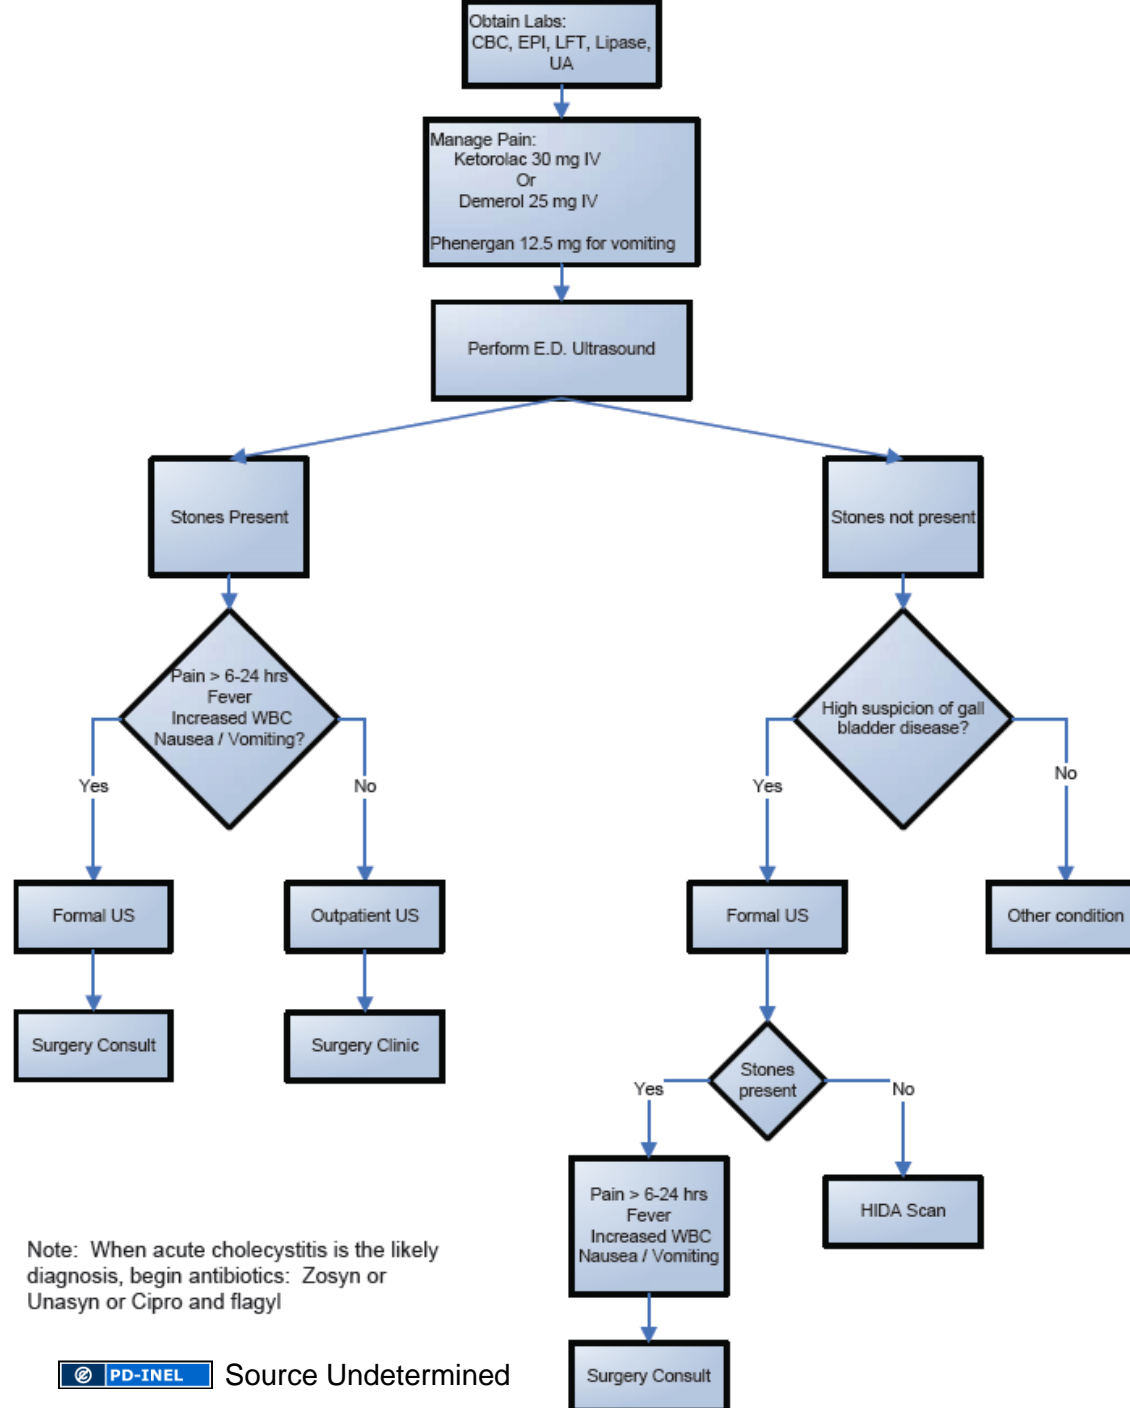 Obtain Labs:
CBC, EPI, LFT, Lipase,
UA
Manage Pain:
Ketorolac 30 mg IV
Or
Demerol 25 mg IV
Phenergan 12.5 mg for vomiting
Perform E.D. Ultrasound
Stones Present
Stones not present
Pain > 6-24 hrs
Fever
Increased WBC
Nausea / Vomiting?
High suspicion of gall
bladder disease?
Yes
No
Yes
No
Formal US
Outpatient US
Formal US
Other condition
Surgery Consult
Surgery Clinic
Stones
present
Yes
No
Pain > 6-24 hrs
Fever
Increased WBC
Nausea / Vomiting
HIDA Scan
Surgery Consult
Note: When acute cholecystitis is the likely
diagnosis, begin antibiotics: Zosyn or
Unasyn or Cipro and flagyl
PD-INEL Source Undetermined